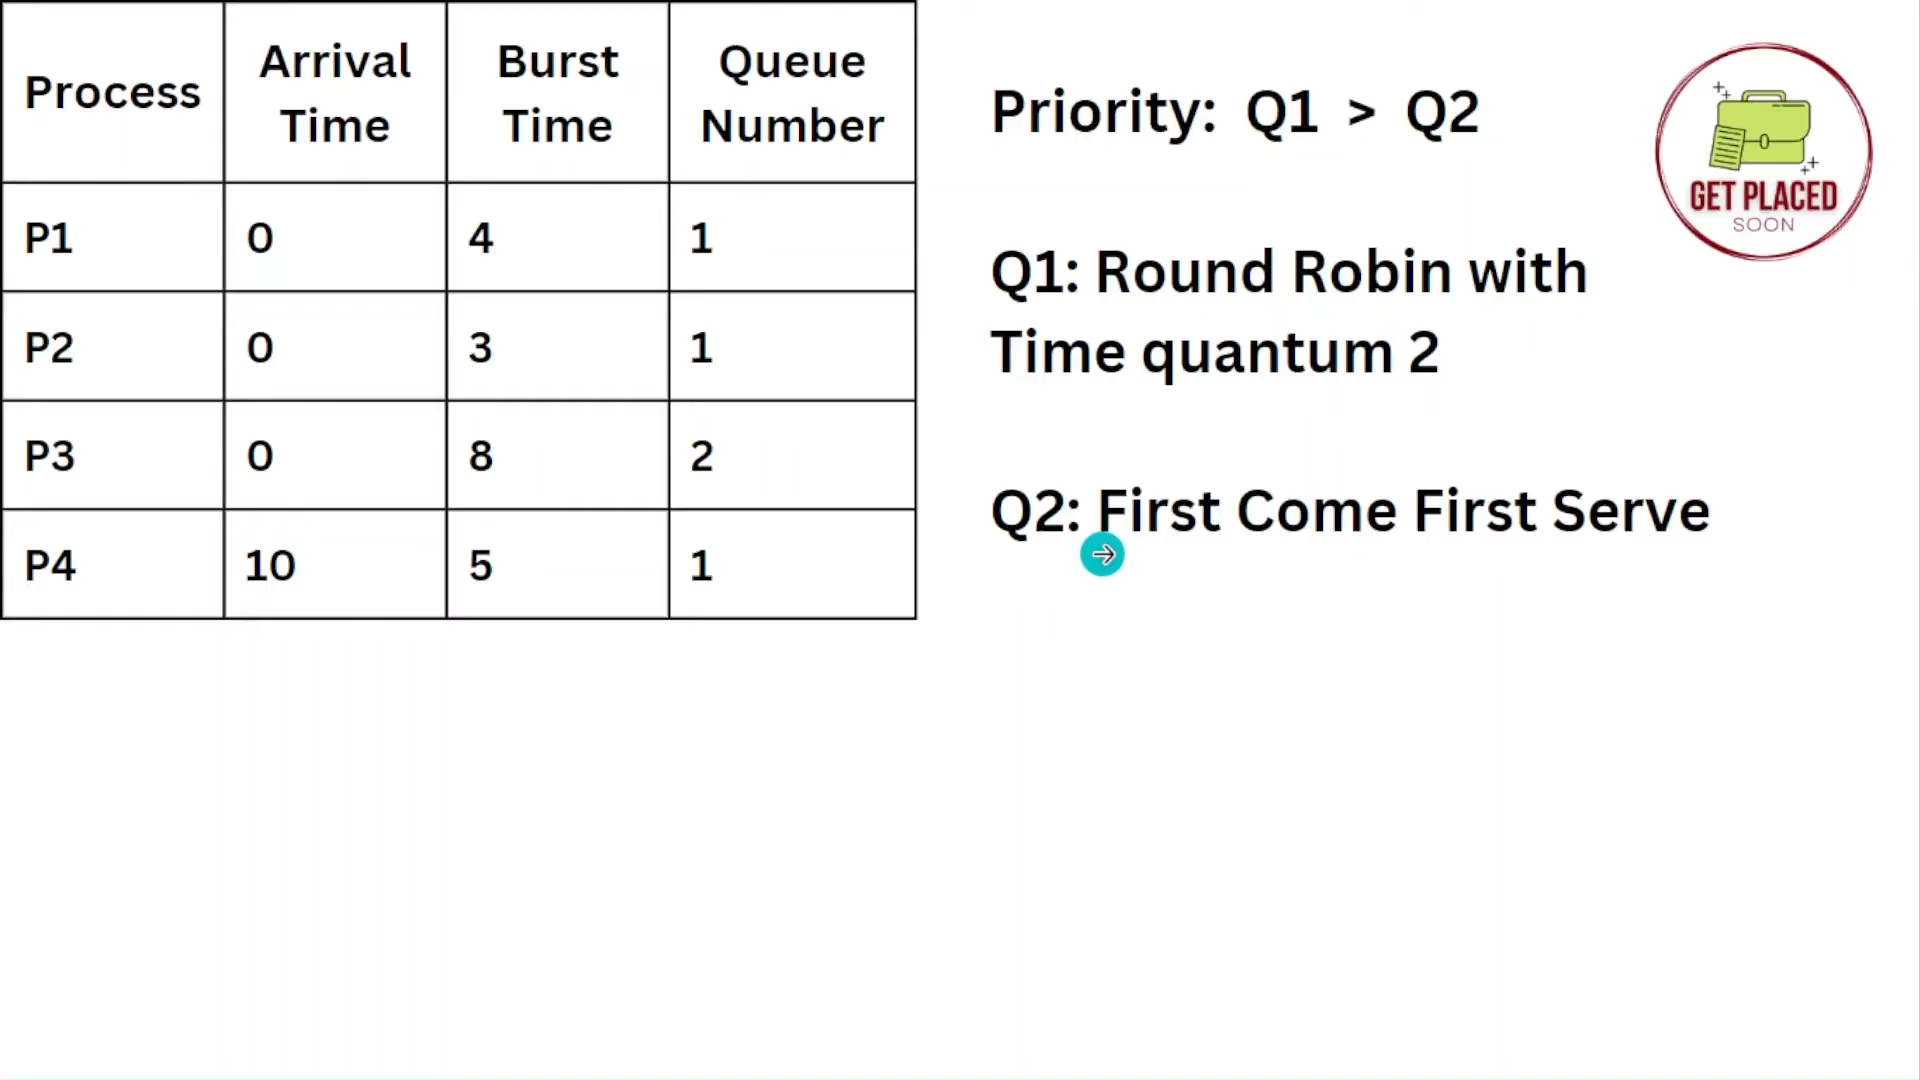 Process Arrival Time Burst Time Queue Number
P1 0 4 1
P2 0 3 1
P3 0 8 2
P4 10 5 1
Priority: Q1 > Q2
Q1: Round Robin with
Time quantum 2
Q2: First Come First Serve
GET PLACED
SOON